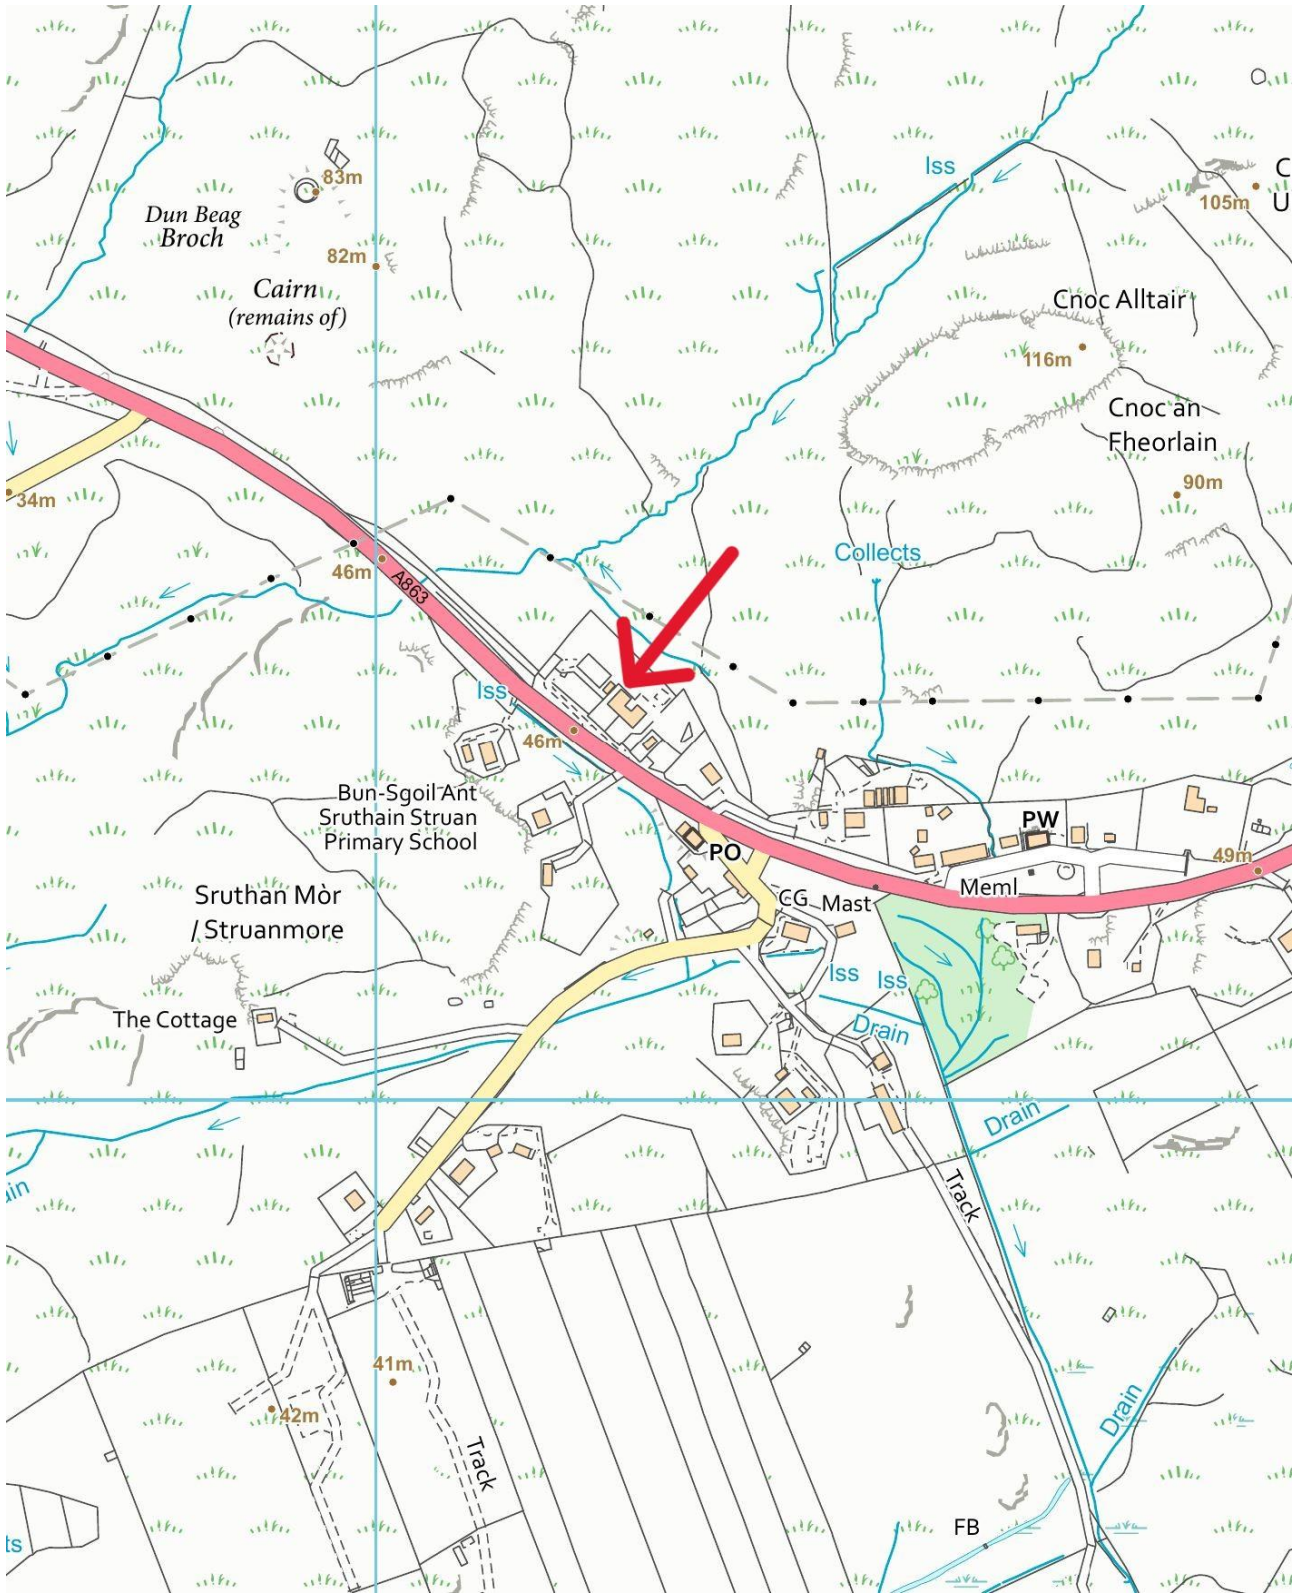 Iss
83m
105m
Dun Beag
Broch
82m
Cairn
(remains of)
Cnoc Alltair
116m
Cnoc an
Fheorlain
90m
34m
Collects
46m
A863
Iss
46m
Bun-Sgoil Ant
Sruthain Struan
Primary School
PO
PW
49m
Sruthan Mòr
/ Struanmore
CG
Mast
Meml
Iss
Iss
The Cottage
Drain
Drain
Track
41m
42m
Track
Drain
FB